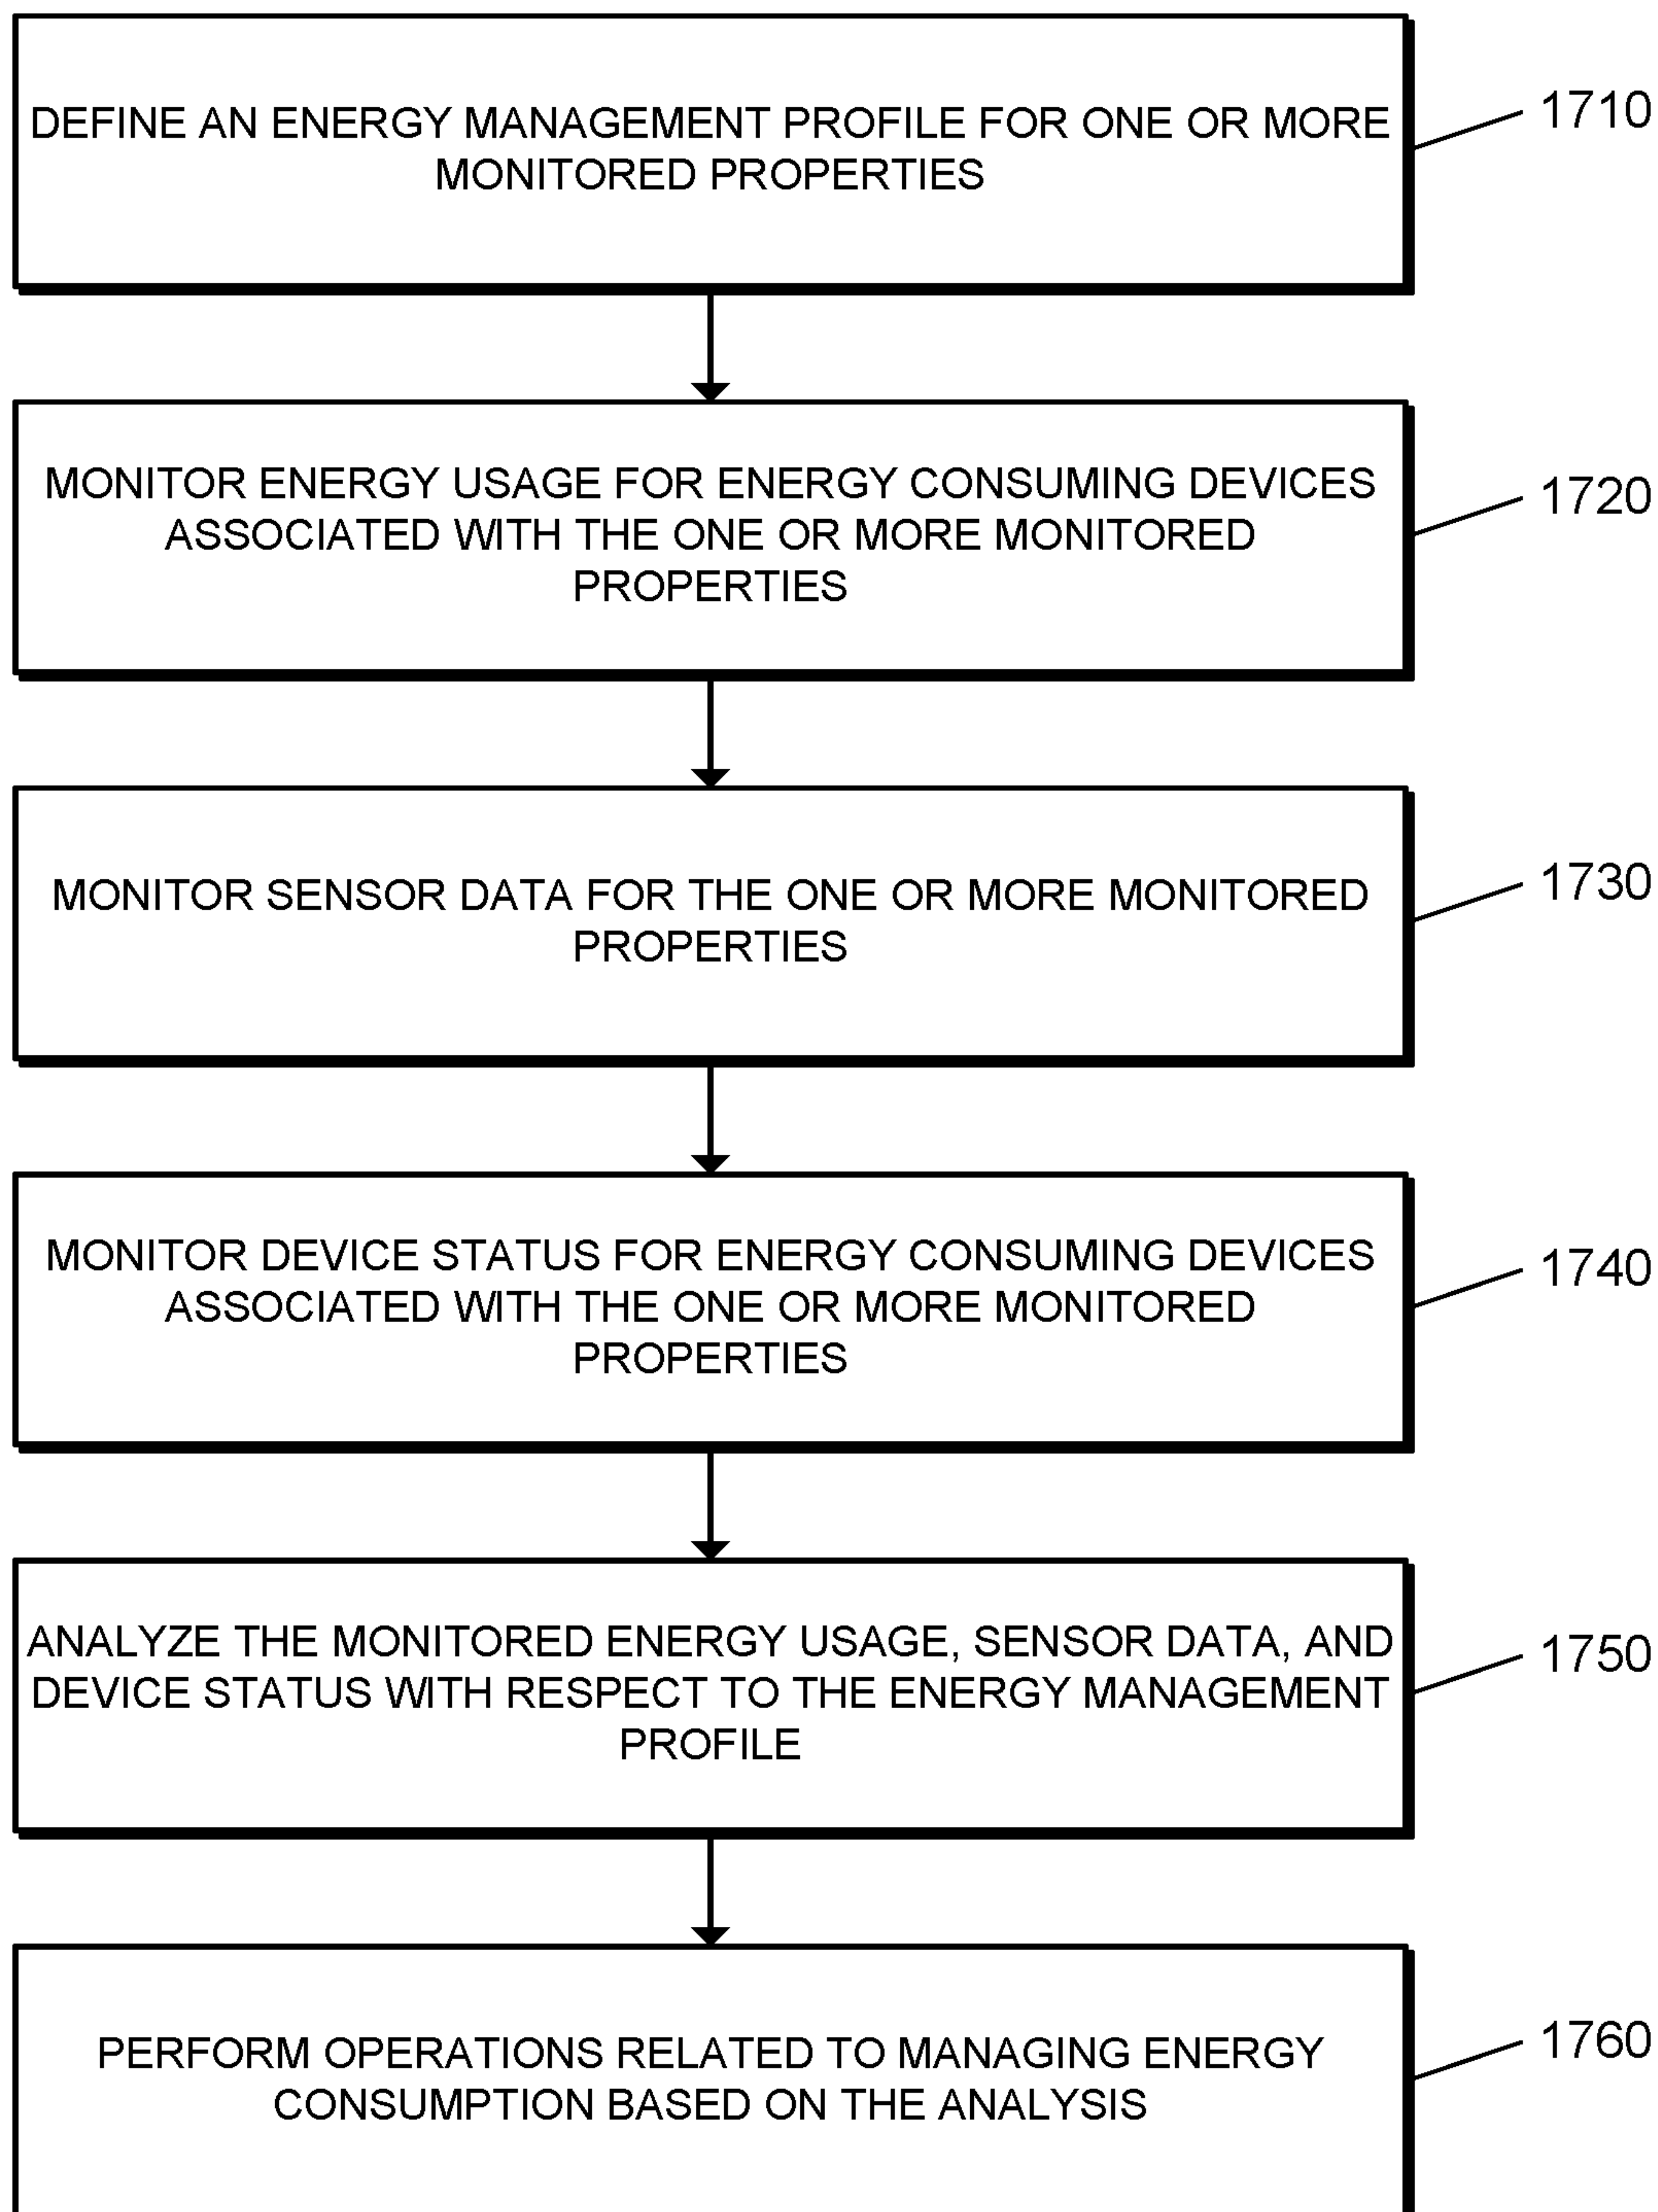 DEFINE AN ENERGY MANAGEMENT PROFILE FOR ONE OR MORE
MONITORED PROPERTIES
1710
MONITOR ENERGY USAGE FOR ENERGY CONSUMING DEVICES
ASSOCIATED WITH THE ONE OR MORE MONITORED
PROPERTIES
1720
MONITOR SENSOR DATA FOR THE ONE OR MORE MONITORED
PROPERTIES
1730
MONITOR DEVICE STATUS FOR ENERGY CONSUMING DEVICES
ASSOCIATED WITH THE ONE OR MORE MONITORED
PROPERTIES
1740
ANALYZE THE MONITORED ENERGY USAGE, SENSOR DATA, AND
DEVICE STATUS WITH RESPECT TO THE ENERGY MANAGEMENT
PROFILE
1750
PERFORM OPERATIONS RELATED TO MANAGING ENERGY
CONSUMPTION BASED ON THE ANALYSIS
1760